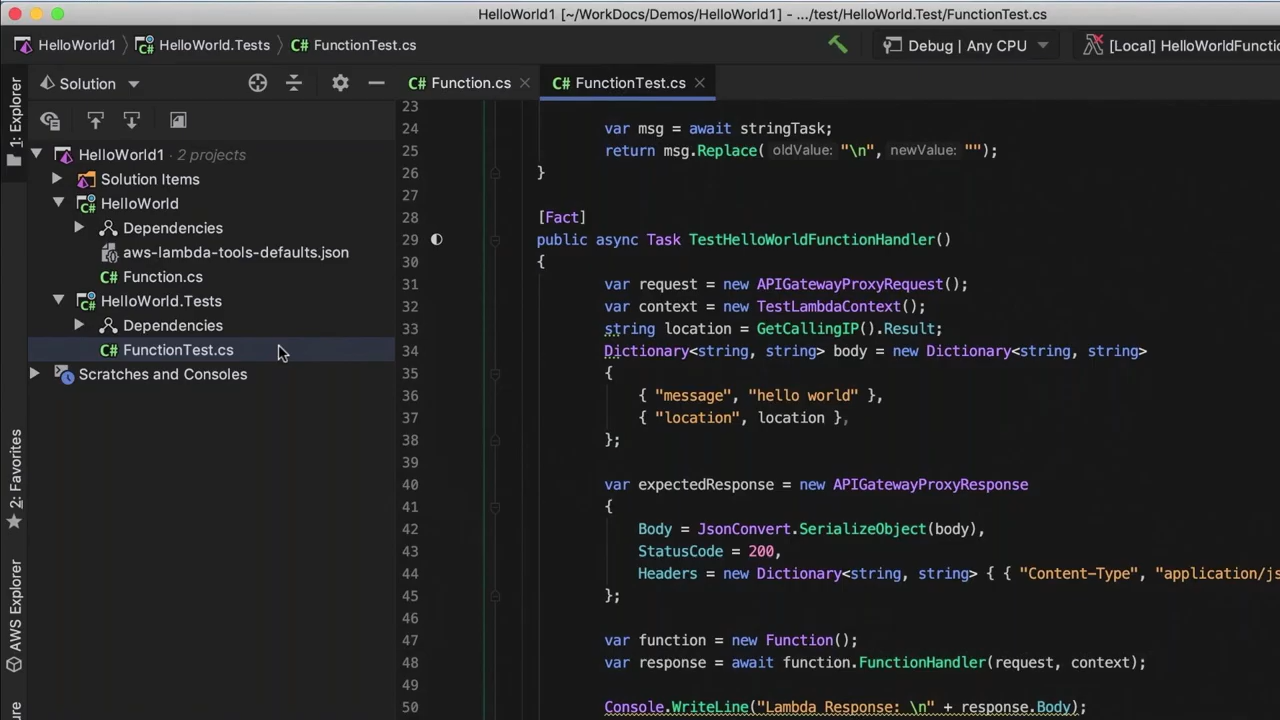 HelloWorld1 [~/WorkDocs/Demos/HelloWorld1] - .../test/HelloWorld.Test/FunctionTest.cs
HelloWorld1 HelloWorld.Tests C# FunctionTest.cs Debug | Any CPU [Local] HelloWorldFunctio
1: Explorer
Solution
C# Function.cs C# FunctionTest.cs
HelloWorld1 · 2 projects
Solution Items
HelloWorld
Dependencies
aws-lambda-tools-defaults.json
C# Function.cs
HelloWorld.Tests
Dependencies
C# FunctionTest.cs
Scratches and Consoles
2: Favorites
AWS Explorer
23
24 var msg = await stringTask;
25 return msg.Replace( oldValue: "\n", newValue: "");
26 }
27
28 [Fact]
29 public async Task TestHelloWorldFunctionHandler()
30 {
31 var request = new APIGatewayProxyRequest();
32 var context = new TestLambdaContext();
33 string location = GetCallingIP().Result;
34 Dictionary<string, string> body = new Dictionary<string, string>
35 {
36 { "message", "hello world" },
37 { "location", location },
38 };
39
40 var expectedResponse = new APIGatewayProxyResponse
41 {
42 Body = JsonConvert.SerializeObject(body),
43 StatusCode = 200,
44 Headers = new Dictionary<string, string> { { "Content-Type", "application/js
45 };
46
47 var function = new Function();
48 var response = await function.FunctionHandler(request, context);
49
50 Console.WriteLine("Lambda Response: \n" + response.Body);